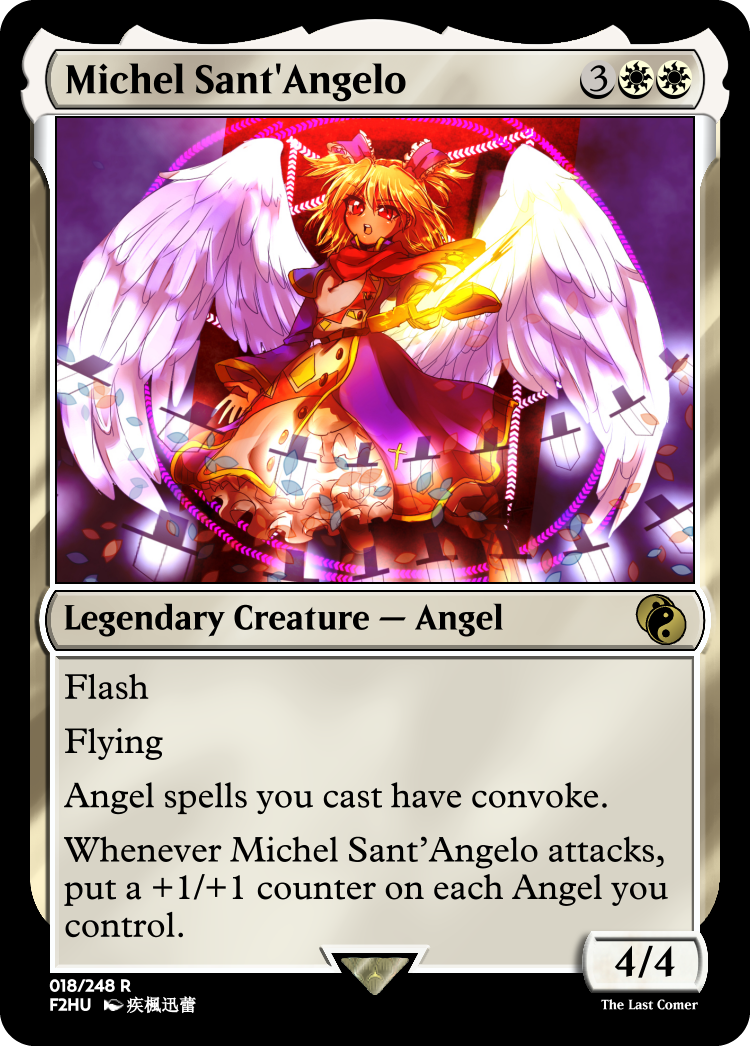 Michel Sant'Angelo 3
Legendary Creature — Angel
Flash
Flying
Angel spells you cast have convoke.
Whenever Michel Sant’Angelo attacks,
put a +1/+1 counter on each Angel you
control.
4/4
018/248 R
F2HU 疾楓迅蕾
The Last Comer